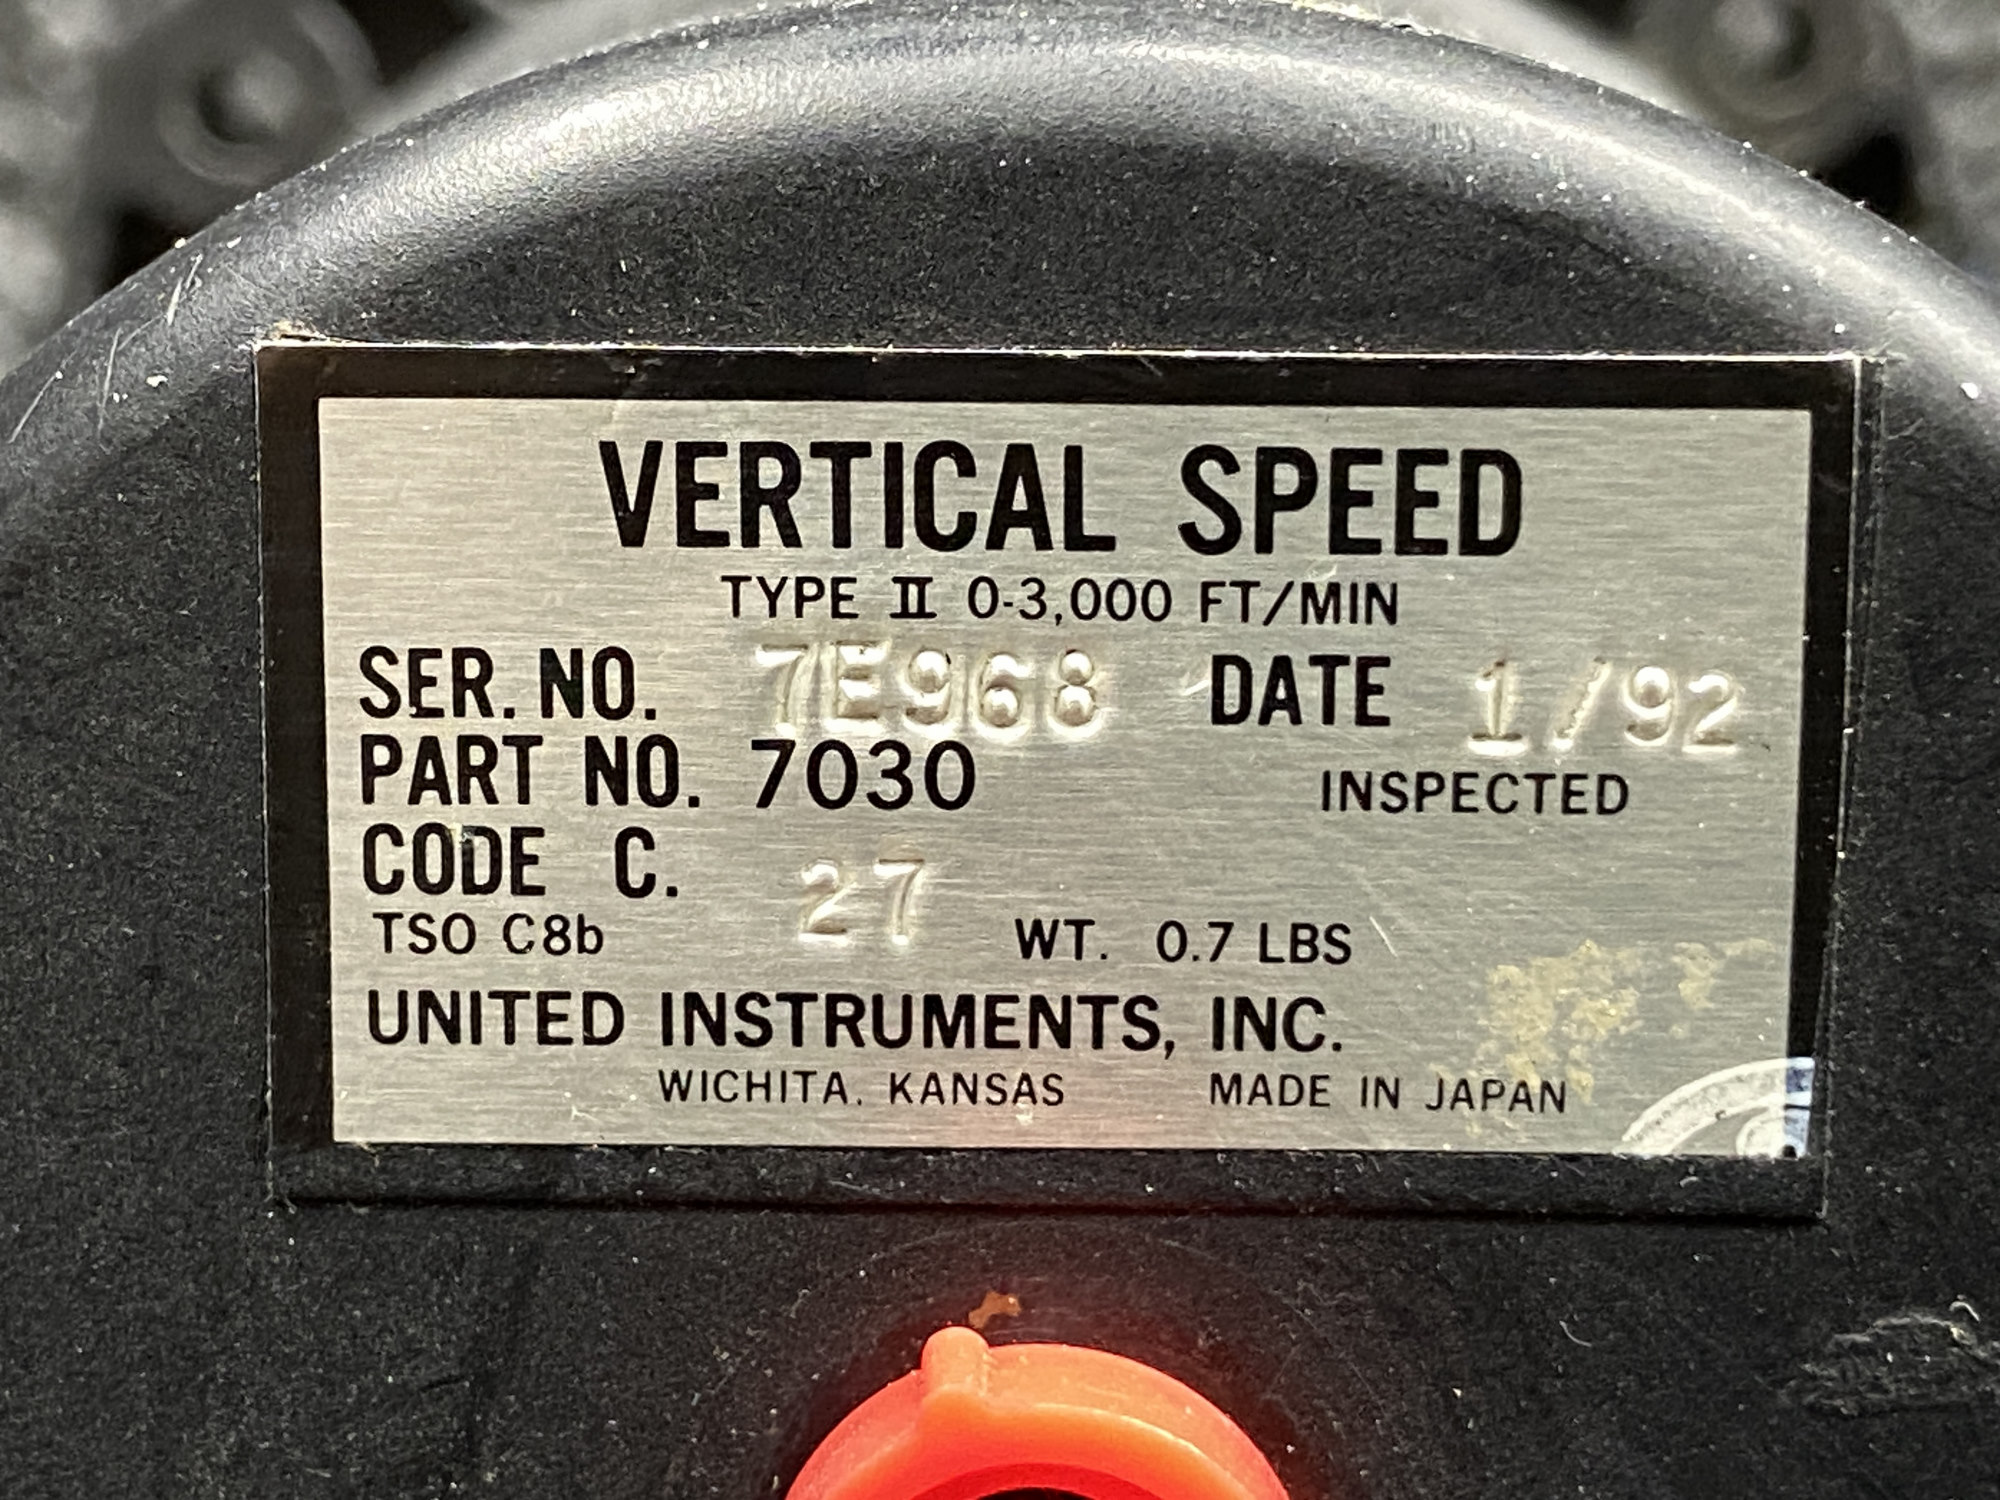 VERTICAL SPEED
TYPE II 0-3,000 FT/MIN
SER. NO. 7E968 DATE 1/92
PART NO. 7030 INSPECTED
CODE C. 27
TSO C8b WT. 0.7 LBS
UNITED INSTRUMENTS, INC.
WICHITA, KANSAS MADE IN JAPAN